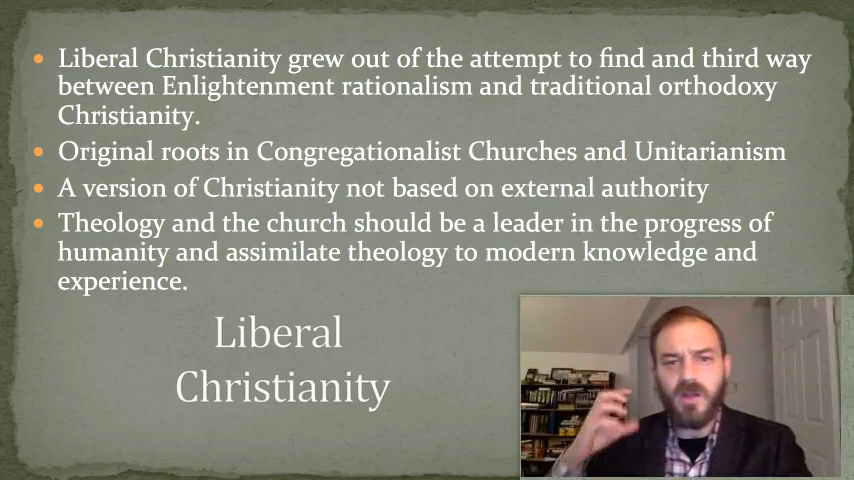 Liberal Christianity grew out of the attempt to find and third way
between Enlightenment rationalism and traditional orthodoxy
Christianity.
Original roots in Congregationalist Churches and Unitarianism
A version of Christianity not based on external authority
Theology and the church should be a leader in the progress of
humanity and assimilate theology to modern knowledge and
experience.
Liberal
Christianity